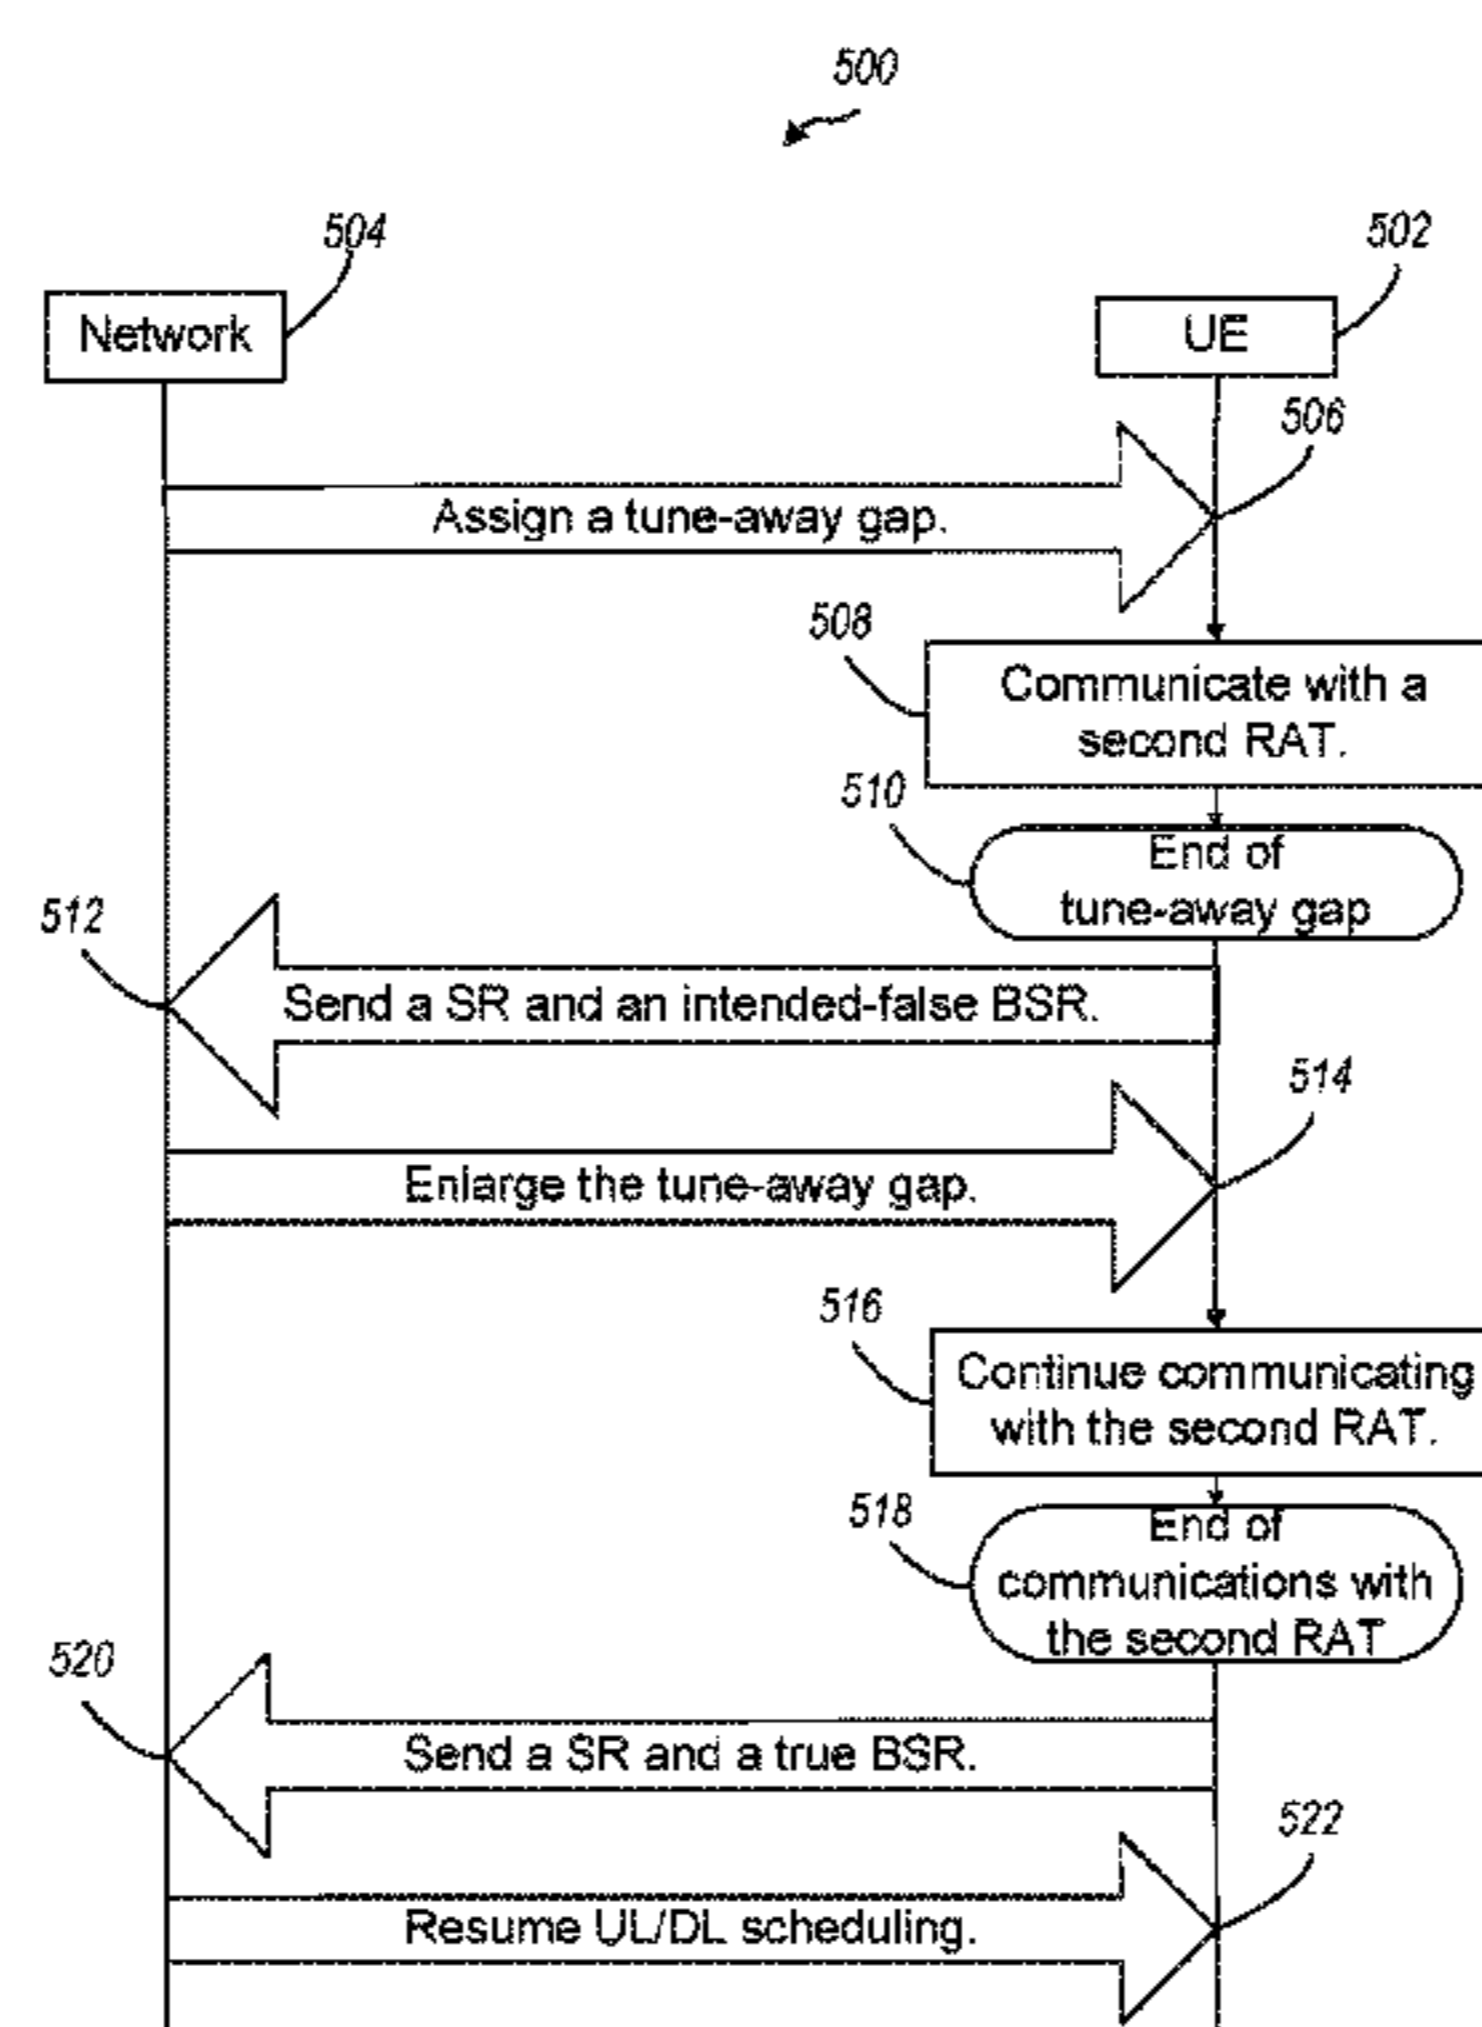 500
504
502
Network
UE
506
Assign a tune-away gap.
508
Communicate with a
second RAT.
510
End of
tune-away gap
512
Send a SR and an intended-false BSR.
514
Enlarge the tune-away gap.
516
Continue communicating
with the second RAT.
518
End of
communications with
the second RAT
520
Send a SR and a true BSR.
522
Resume UL/DL scheduling.